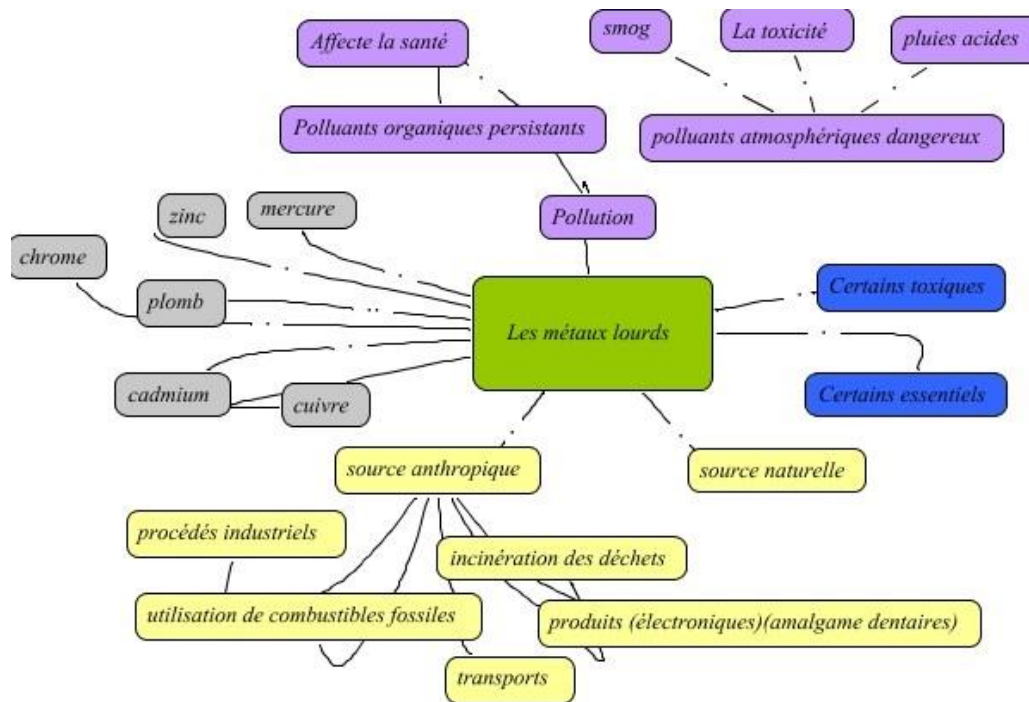 Affecte la santé
smog
La toxicité
pluies acides
Polluants organiques persistants
polluants atmosphériques dangereux
zinc
mercure
Pollution
chrome
plomb
Certains toxiques
Les métaux lourds
cadmium
cuivre
Certains essentiels
source anthropique
source naturelle
procédés industriels
incinération des déchets
utilisation de combustibles fossiles
produits (électroniques)(amalgame dentaires)
transports